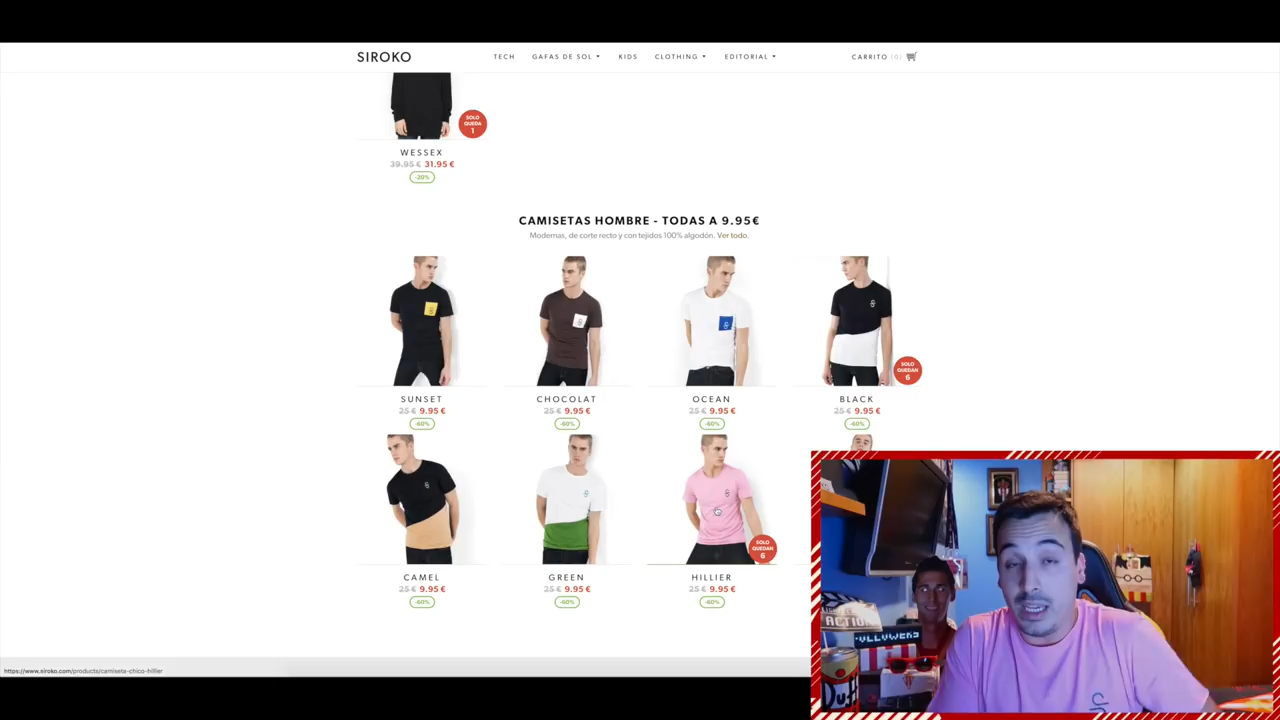 SIROKO
TECH
GAFAS DE SOL
KIDS
CLOTHING
EDITORIAL
CARRITO (0)
SOLO
QUEDA
1
WESSEX
39.95 € 31.95 €
-20%
CAMISETAS HOMBRE - TODAS A 9.95€
Modernas, de corte recto y con tejidos 100% algodón. Ver todo.
SOLO
QUEDAN
6
SUNSET
25 € 9.95 €
-60%
CHOCOLAT
25 € 9.95 €
-60%
OCEAN
25 € 9.95 €
-60%
BLACK
25 € 9.95 €
-60%
SOLO
QUEDAN
6
CAMEL
25 € 9.95 €
-60%
GREEN
25 € 9.95 €
-60%
HILLIER
25 € 9.95 €
-60%
ACTION
Duff
https://www.siroko.com/products/camiseta-chico-hillier